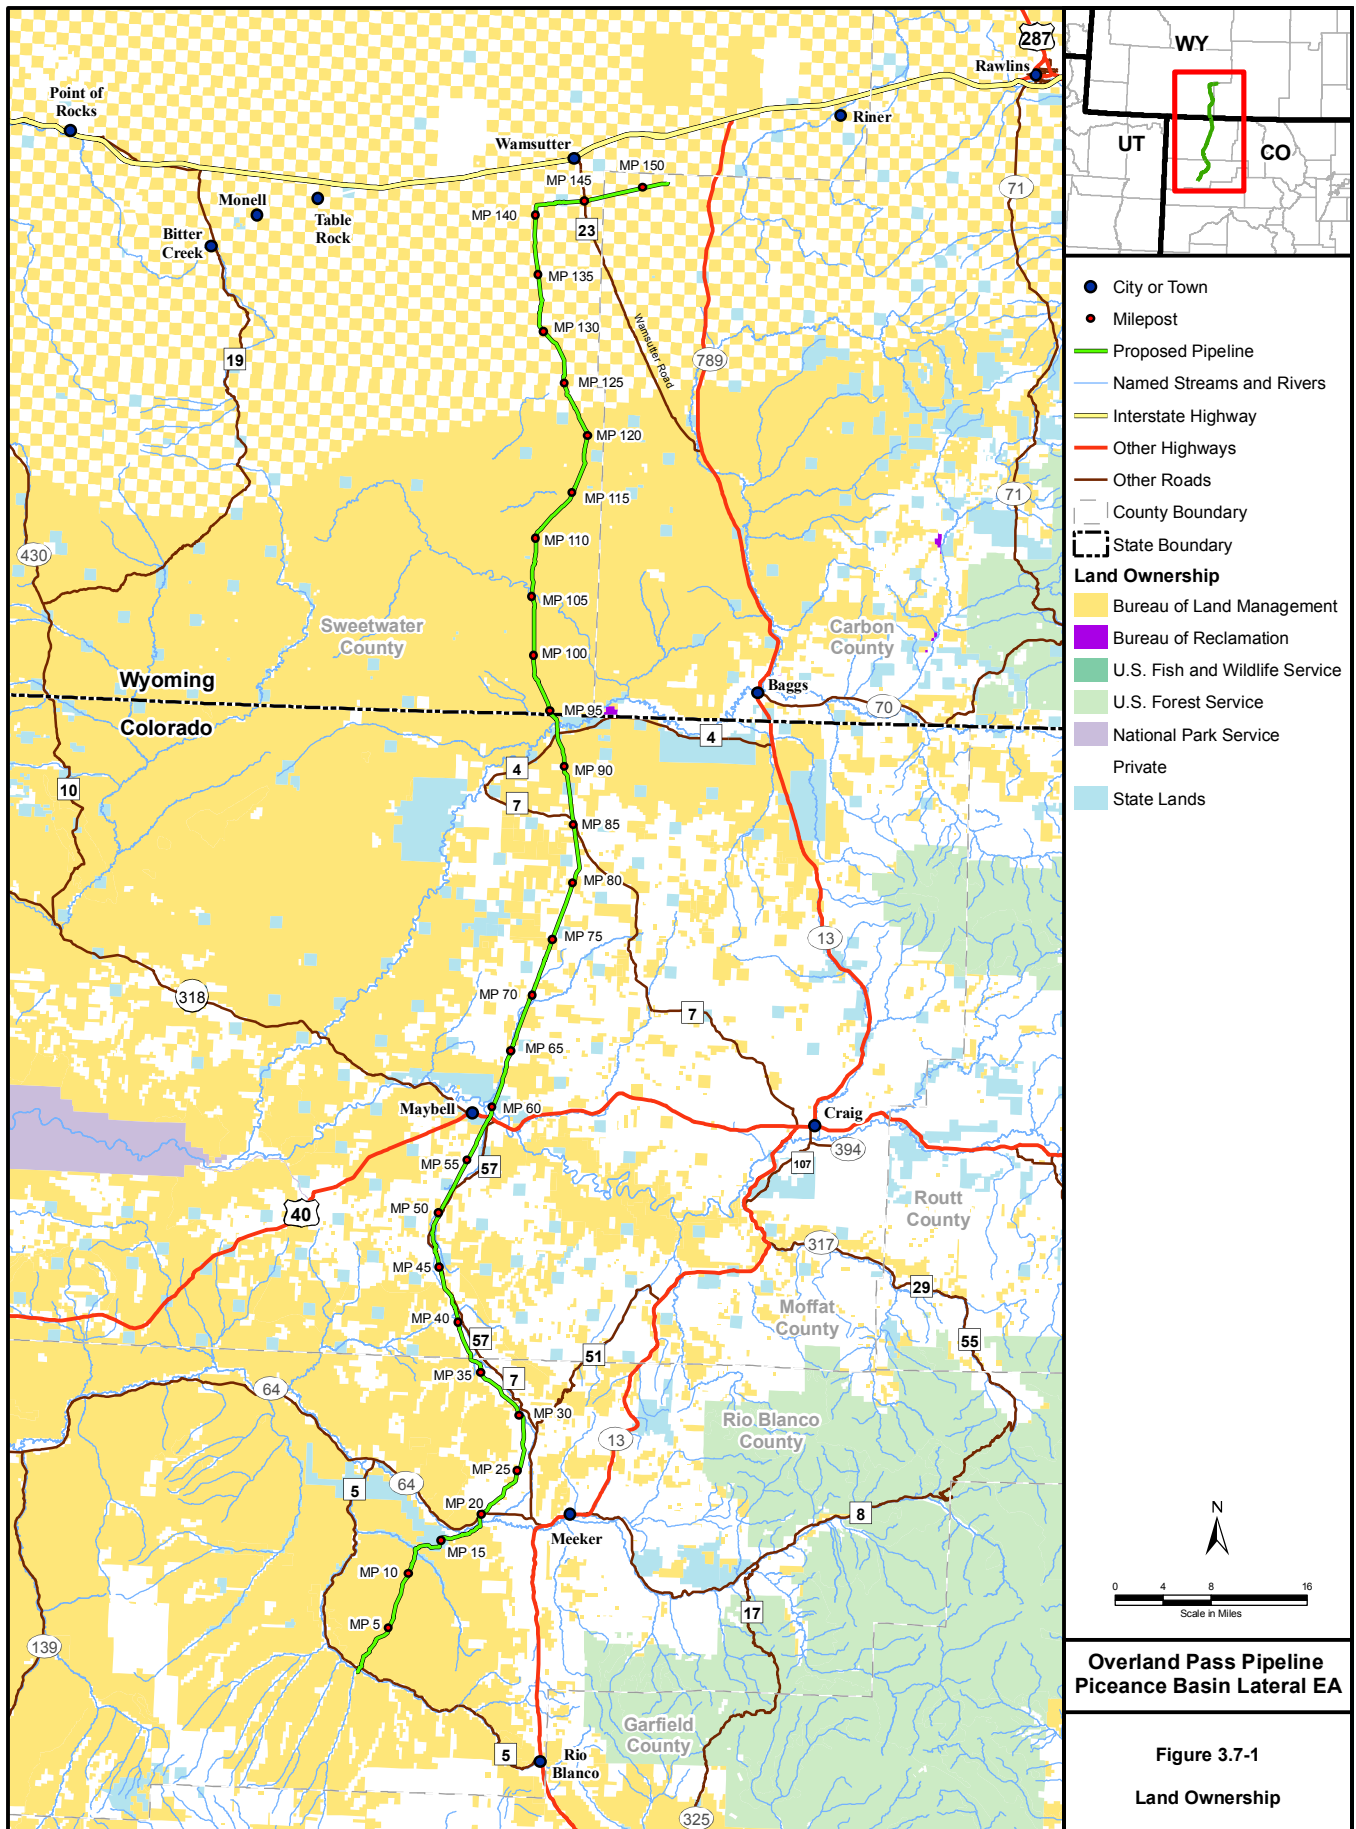 287
Rawlins
Point of
Rocks
Riner
Wamsutter
MP 150
MP 145
71
Monell
Table
Rock
MP 140
23
Bitter
Creek
MP 135
Wamsutter Road
MP 130
19
789
MP 125
MP 120
MP 115
71
430
MP 110
MP 105
Sweetwater
County
Carbon
County
MP 100
Wyoming
Baggs
70
MP 95
Colorado
4
4
MP 90
10
7
MP 85
MP 80
MP 75
13
MP 70
318
7
MP 65
Maybell
MP 60
Craig
394
MP 55
57
107
MP 50
40
Routt
County
317
MP 45
29
Moffat
County
MP 40
57
51
55
MP 35
7
64
MP 30
Rio Blanco
County
13
MP 25
5
64
MP 20
8
Meeker
MP 15
MP 10
17
MP 5
139
Garfield
County
5
Rio
Blanco
325
WY
UT
CO
City or Town
Milepost
Proposed Pipeline
Named Streams and Rivers
Interstate Highway
Other Highways
Other Roads
County Boundary
State Boundary
Land Ownership
Bureau of Land Management
Bureau of Reclamation
U.S. Fish and Wildlife Service
U.S. Forest Service
National Park Service
Private
State Lands
N
0 4 8 16
Scale in Miles
Overland Pass Pipeline
Piceance Basin Lateral EA
Figure 3.7-1
Land Ownership